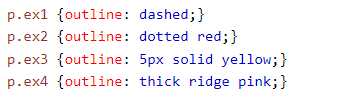 p.ex1 {outline: dashed;}
p.ex2 {outline: dotted red;}
p.ex3 {outline: 5px solid yellow;}
p.ex4 {outline: thick ridge pink;}